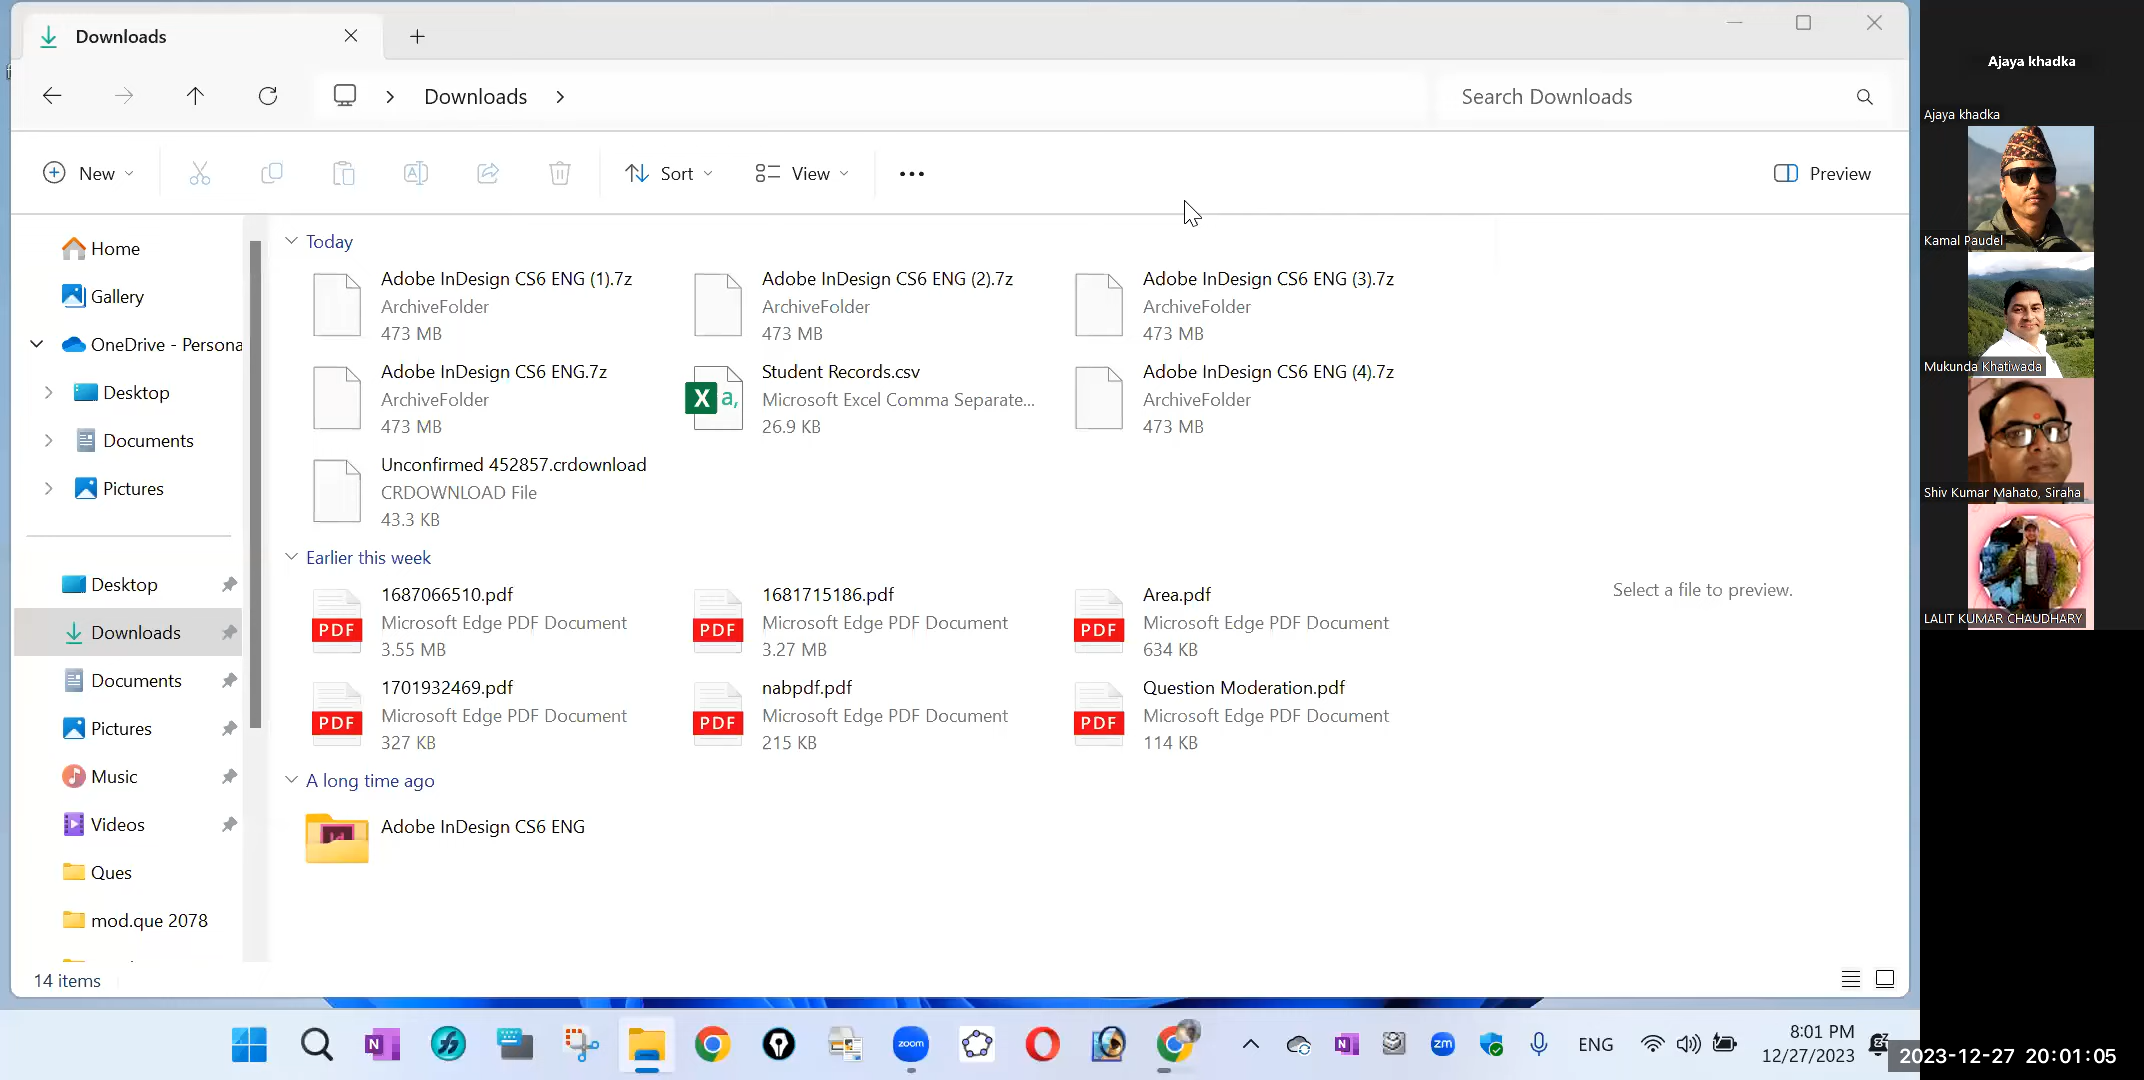 Downloads
Downloads
Search Downloads
New
Sort
View
Preview
Home
Gallery
OneDrive - Persona
Desktop
Documents
Pictures
Desktop
Downloads
Documents
Pictures
Music
Videos
Ques
mod.que 2078
14 items
Today
Adobe InDesign CS6 ENG (1).7z
ArchiveFolder
473 MB
Adobe InDesign CS6 ENG (2).7z
ArchiveFolder
473 MB
Adobe InDesign CS6 ENG (3).7z
ArchiveFolder
473 MB
Adobe InDesign CS6 ENG.7z
ArchiveFolder
473 MB
Student Records.csv
Microsoft Excel Comma Separate...
26.9 KB
Adobe InDesign CS6 ENG (4).7z
ArchiveFolder
473 MB
Unconfirmed 452857.crdownload
CRDOWNLOAD File
43.3 KB
Earlier this week
PDF
1687066510.pdf
Microsoft Edge PDF Document
3.55 MB
PDF
1681715186.pdf
Microsoft Edge PDF Document
3.27 MB
PDF
Area.pdf
Microsoft Edge PDF Document
634 KB
PDF
1701932469.pdf
Microsoft Edge PDF Document
327 KB
PDF
nabpdf.pdf
Microsoft Edge PDF Document
215 KB
PDF
Question Moderation.pdf
Microsoft Edge PDF Document
114 KB
A long time ago
Adobe InDesign CS6 ENG
Select a file to preview.
Ajaya khadka
Ajaya khadka
Kamal Paudel
Mukunda Khatiwada
Shiv Kumar Mahato, Siraha
LALIT KUMAR CHAUDHARY
zoom
zm
ENG
8:01 PM
12/27/2023
2023-12-27 20:01:05